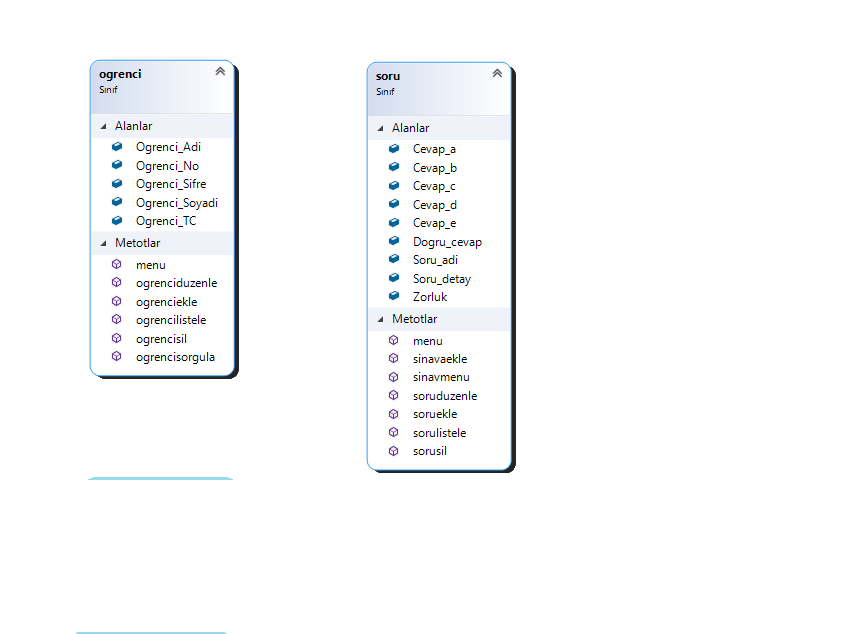 ogrenci
Sınıf
Alanlar
Ogrenci_Adi
Ogrenci_No
Ogrenci_Sifre
Ogrenci_Soyadi
Ogrenci_TC
Metotlar
menu
ogrenciduzenle
ogrenciekle
ogrencilistele
ogrencisil
ogrencisorgula
soru
Sınıf
Alanlar
Cevap_a
Cevap_b
Cevap_c
Cevap_d
Cevap_e
Dogru_cevap
Soru_adi
Soru_detay
Zorluk
Metotlar
menu
sinavaekle
sinavmenu
soruduzenle
soruekle
sorulistele
sorusil